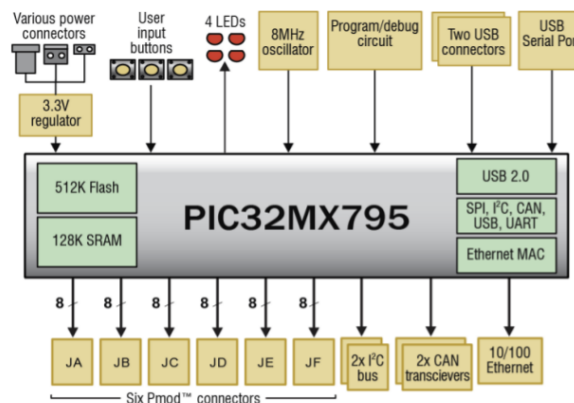 Various power
connectors
User
input
buttons
4 LEDs
8MHz
oscillator
Program/debug
circuit
Two USB
connectors
USB
Serial Por
3.3V
regulator
512K Flash
128K SRAM
PIC32MX795
USB 2.0
SPI, I²C, CAN,
USB, UART
Ethernet MAC
8
8
8
8
8
8
JA
JB
JC
JD
JE
JF
2x I²C
bus
2x CAN
transcievers
10/100
Ethernet
Six Pmod™ connectors